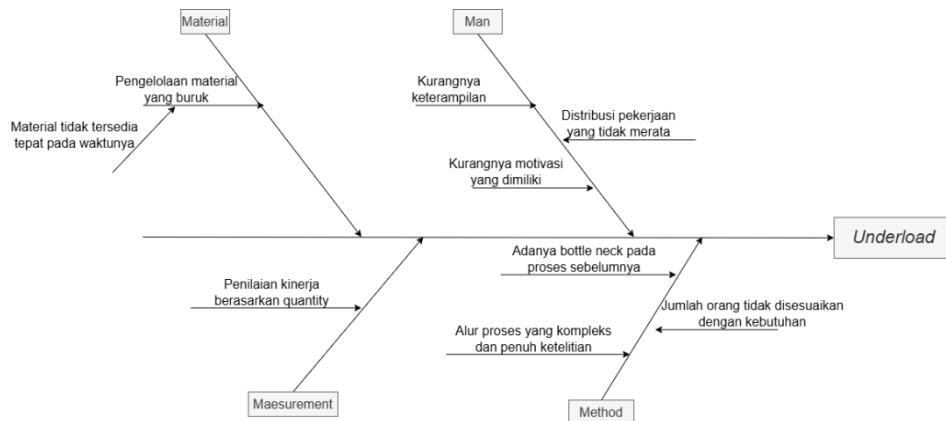 Material
Man
Pengelolaan material
yang buruk
Material tidak tersedia
tepat pada waktunya
Kurangnya
keterampilan
Distribusi pekerjaan
yang tidak merata
Kurangnya motivasi
yang dimiliki
Underload
Penilaian kinerja
berasarkan quantity
Adanya bottle neck pada
proses sebelumnya
Jumlah orang tidak disesuaikan
dengan kebutuhan
Alur proses yang kompleks
dan penuh ketelitian
Maesurement
Method